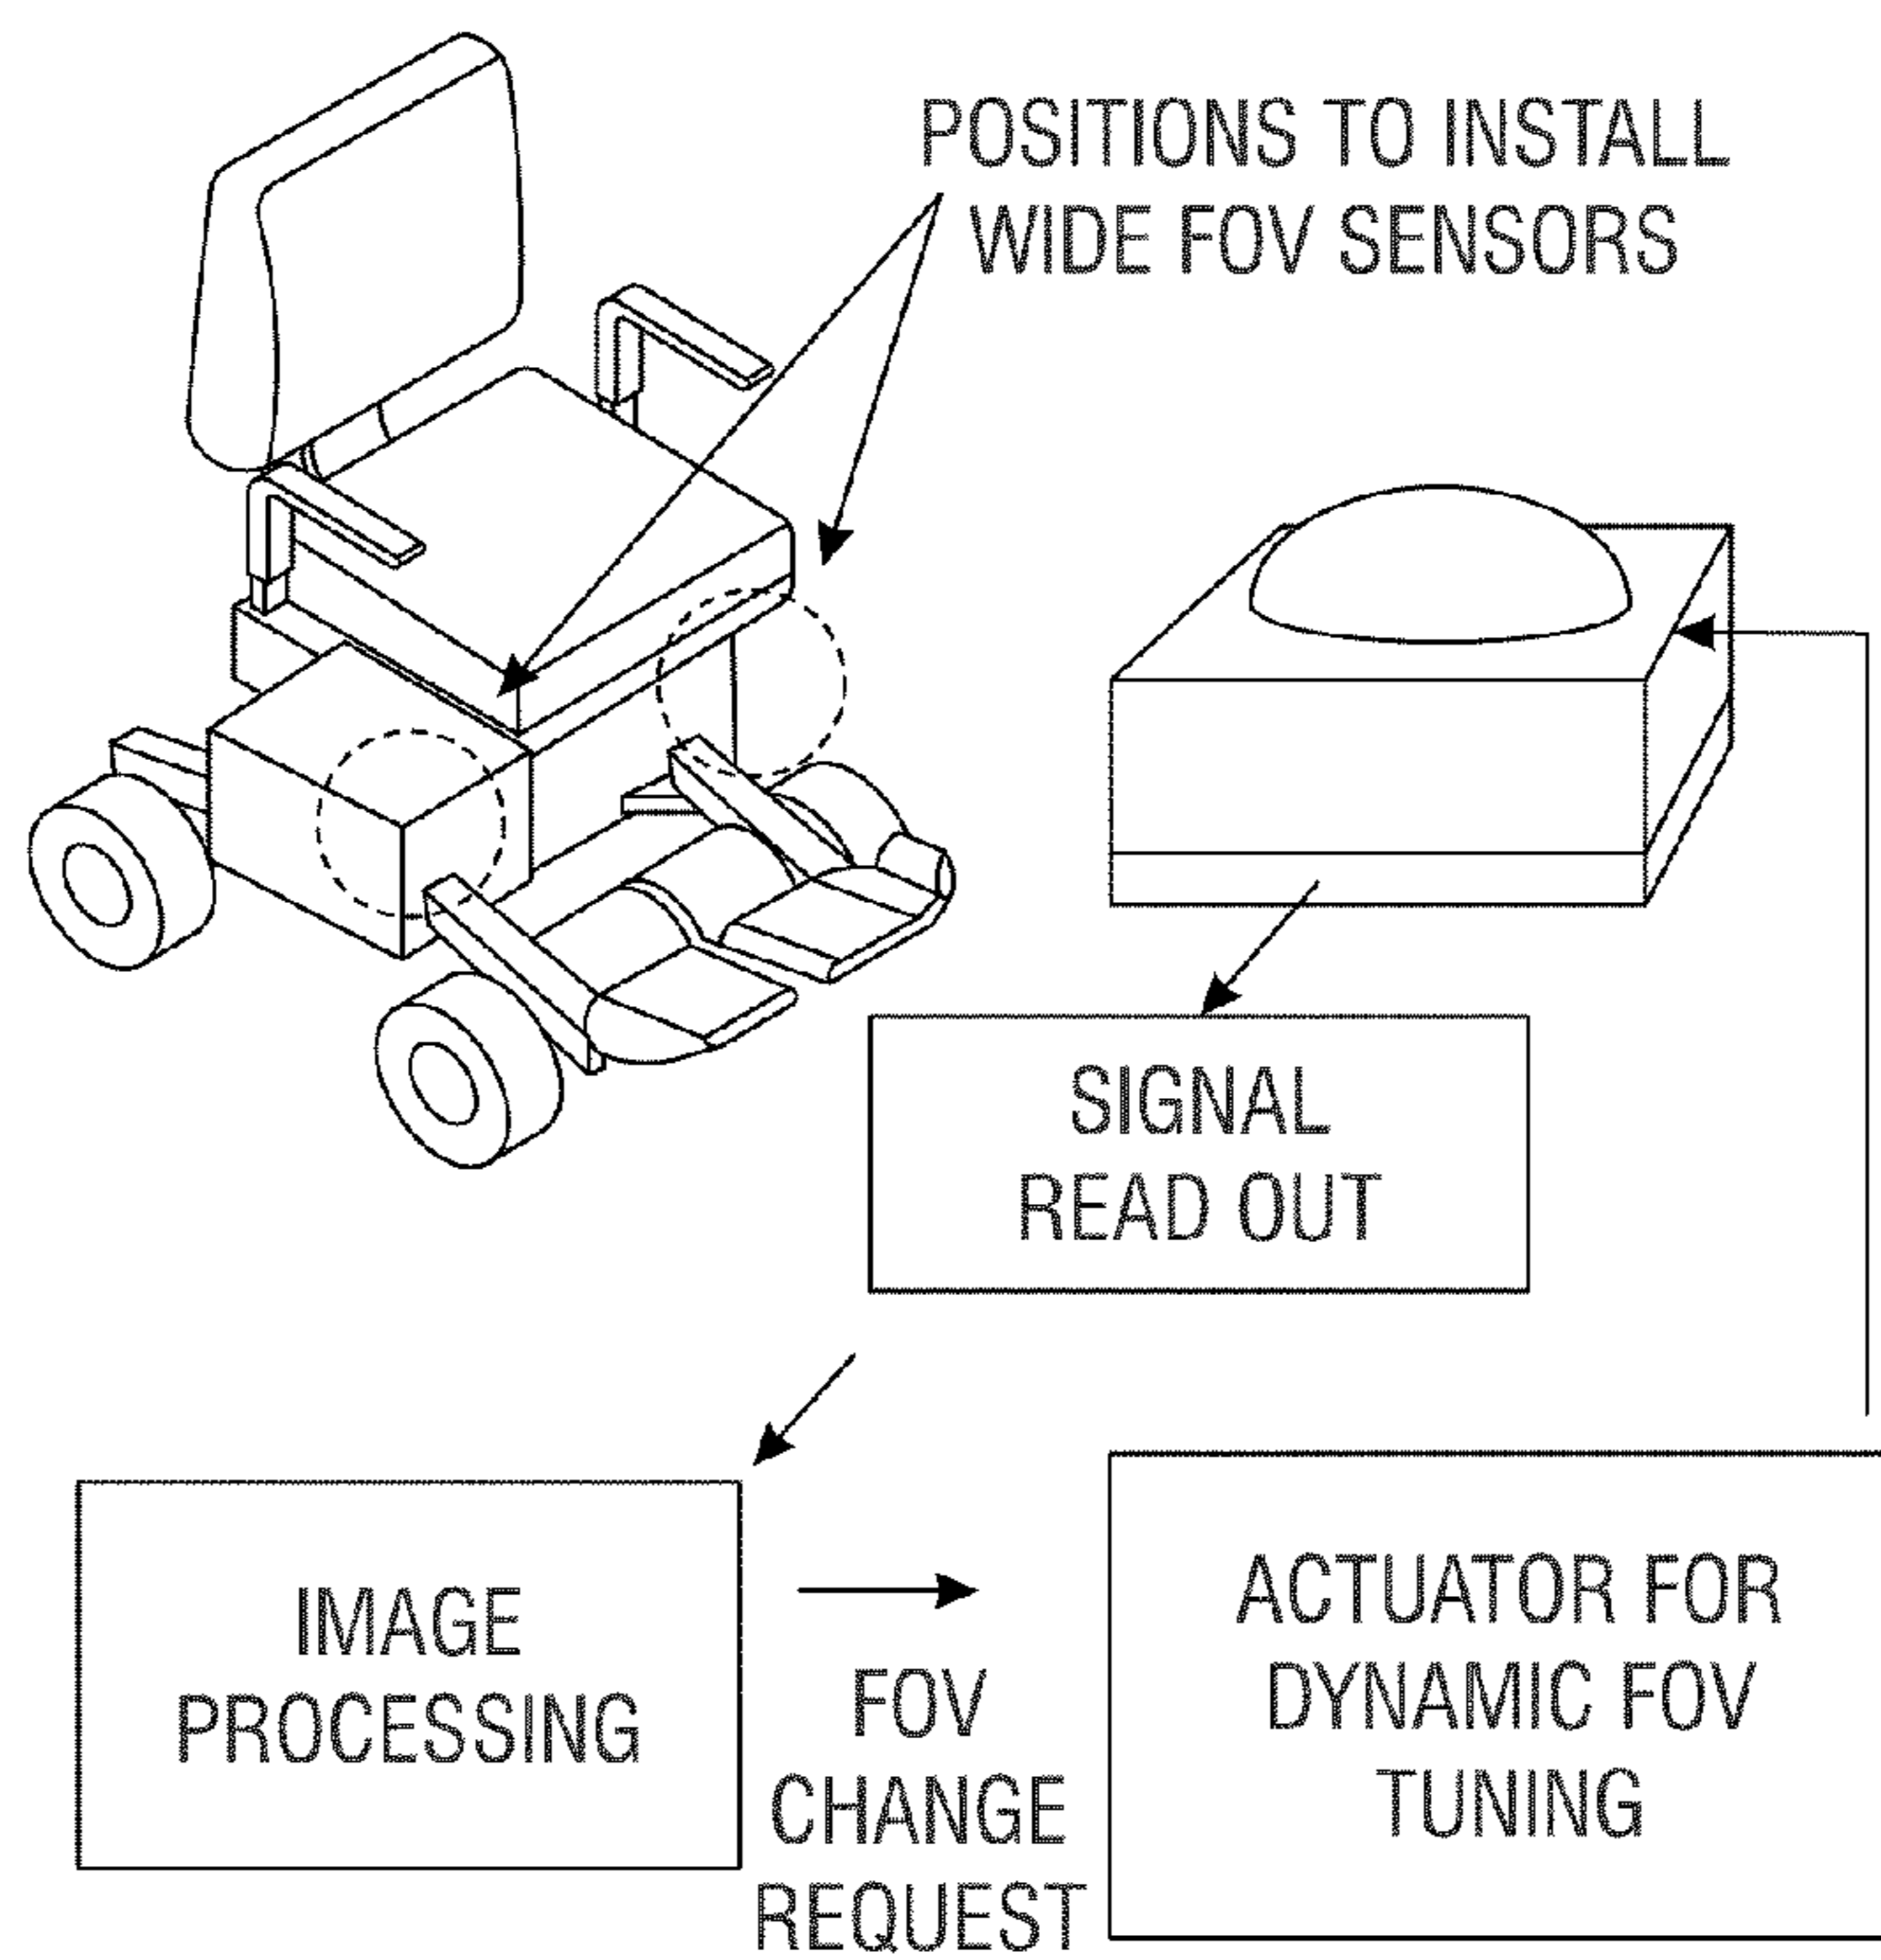 POSITIONS TO INSTALL
WIDE FOV SENSORS
SIGNAL
READ OUT
IMAGE
PROCESSING
FOV
CHANGE
REQUEST
ACTUATOR FOR
DYNAMIC FOV
TUNING